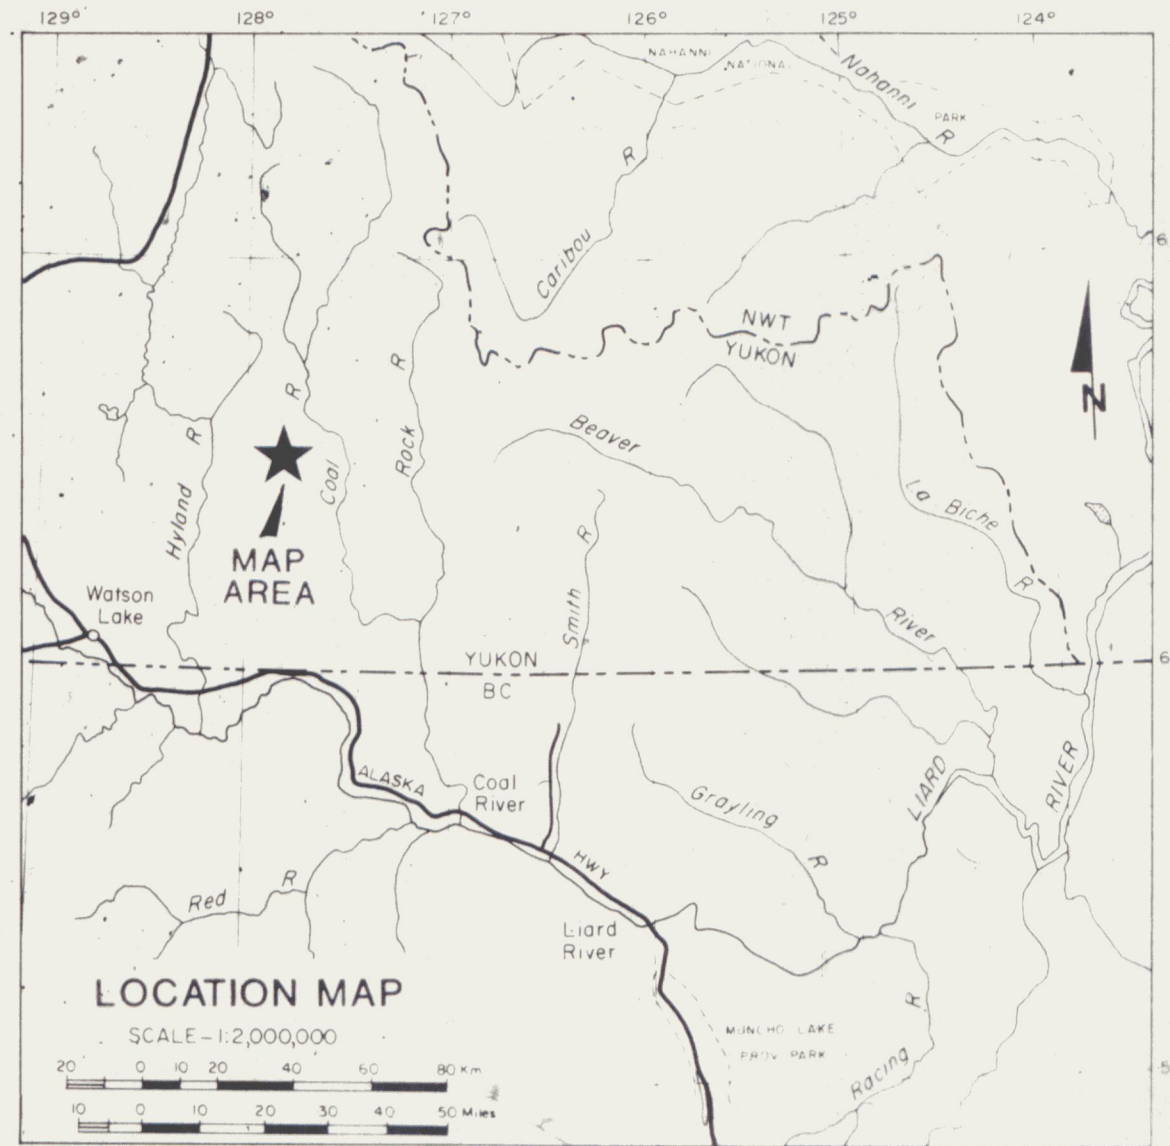 129° 128° 127° 126° 125° 124°
NAHANNI
NATIONAL
PARK
Nahanni R
Caribou R
6
NWT
YUKON
N
R
Coal
Rock R
Hyland R
Beaver
River
La Biche R
Smith R
MAP
AREA
Watson
Lake
YUKON
BC
6
ALASKA
HWY
Coal
River
Grayling R
LIARD
RIVER
Red R
Liard
River
LOCATION MAP
SCALE-1:2,000,000
20 0 10 20 40 60 80 Km
10 0 10 20 30 40 50 Miles
MUNCHO LAKE
PROV PARK
Racing R
5